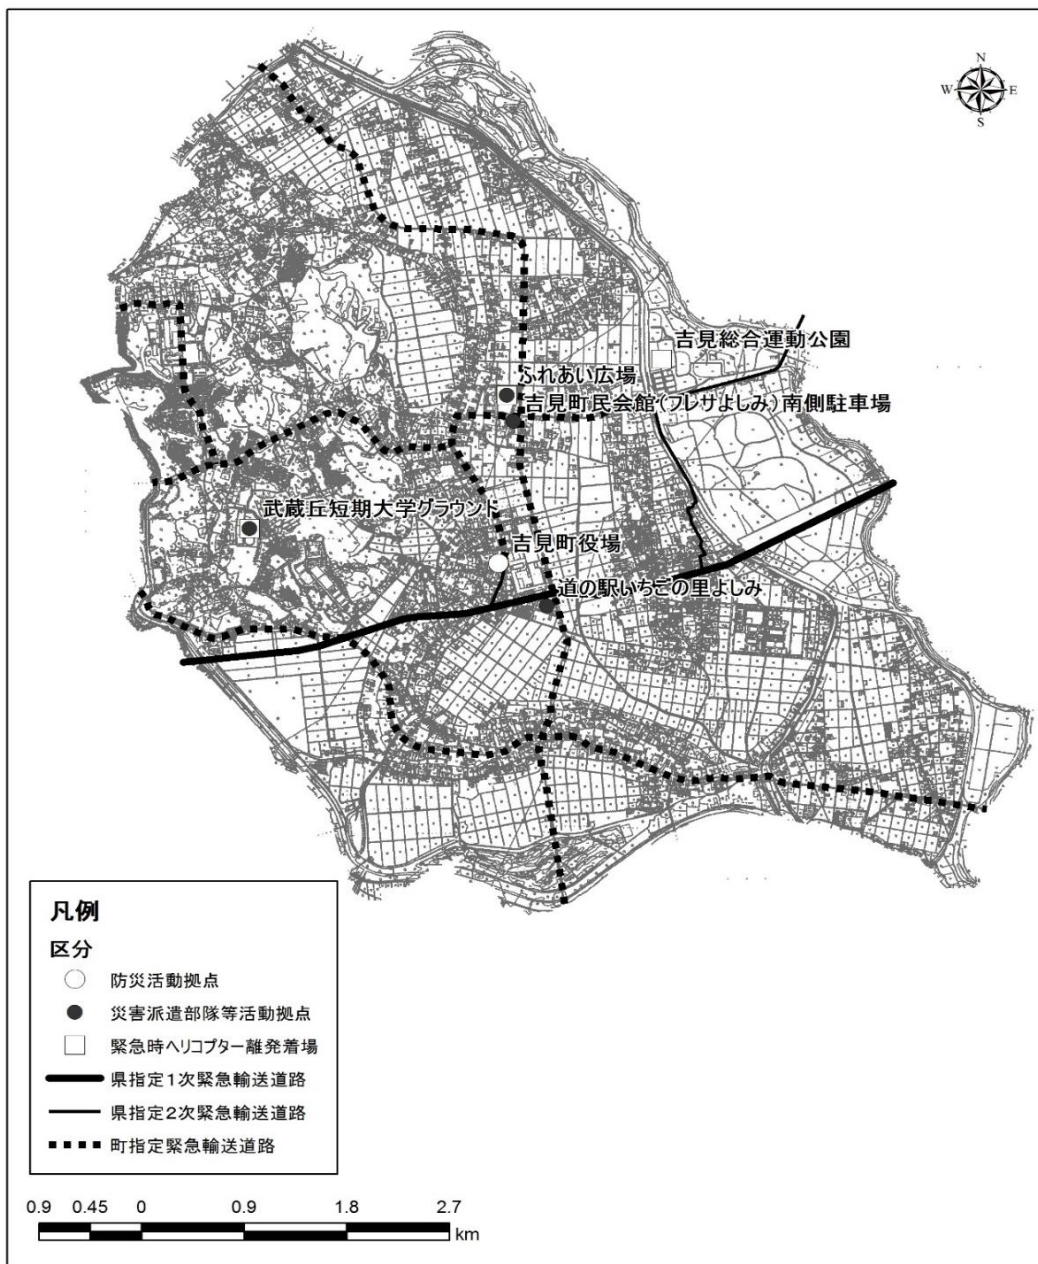 N
W E
S
吉見総合運動公園
ふれあい広場
吉見町民会館（フレサよしみ）南側駐車場
武蔵丘短期大学グラウンド
吉見町役場
道の駅いちごの里よしみ
凡例
区分
防災活動拠点
災害派遣部隊等活動拠点
緊急時ヘリコプター離発着場
県指定１次緊急輸送道路
県指定２次緊急輸送道路
町指定緊急輸送道路
0.9 0.45 0 0.9 1.8 2.7
km